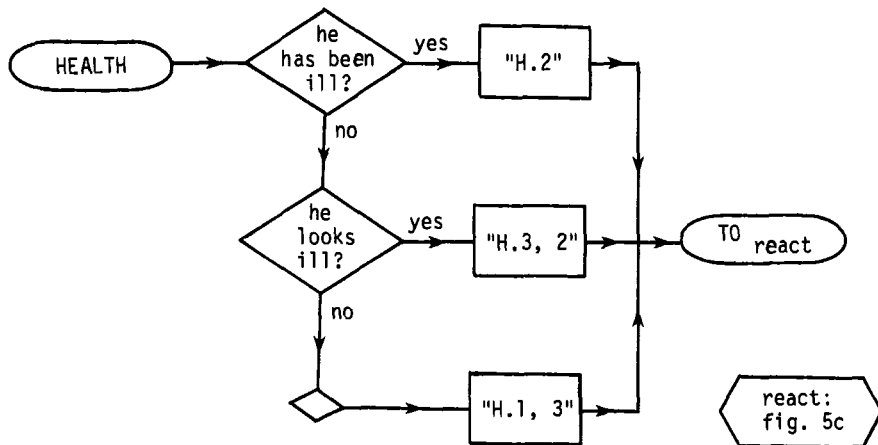 HEALTH
he
has been
ill?
yes
"H.2"
no
he
looks
ill?
yes
"H.3, 2"
TO
react
no
"H.1, 3"
react:
fig. 5c